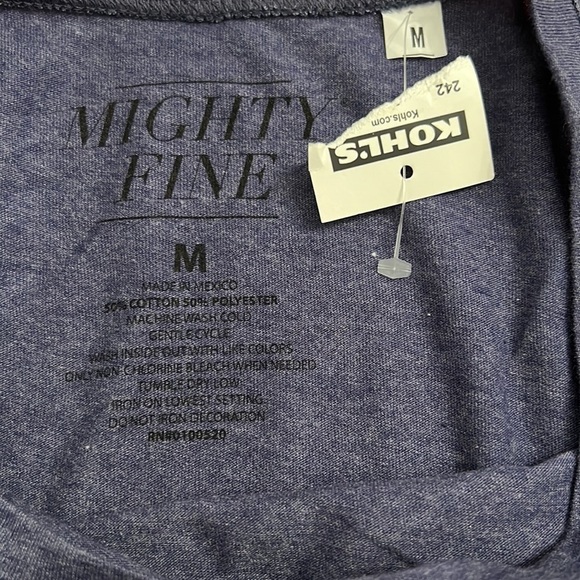 MIGHTY
FINE
M
MADE IN MEXICO
50% COTTON 50% POLYESTER
MACHINE WASH COLD
GENTLE CYCLE
WASH INSIDE OUT WITH LIKE COLORS
ONLY NON-CHLORINE BLEACH WHEN NEEDED
TUMBLE DRY LOW
IRON ON LOWEST SETTING
DO NOT IRON DECORATION
RN#0100520
M
KOHL'S
Kohls.com
242